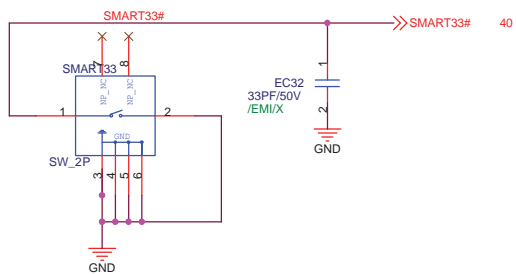 SMART33#
SMART33# 40
SMART33
7
8
NP_NC
NP_NC
1
2
GND
SW_2P
3
4
5
6
GND
1
EC32
33PF/50V
/EMI/X
2
GND